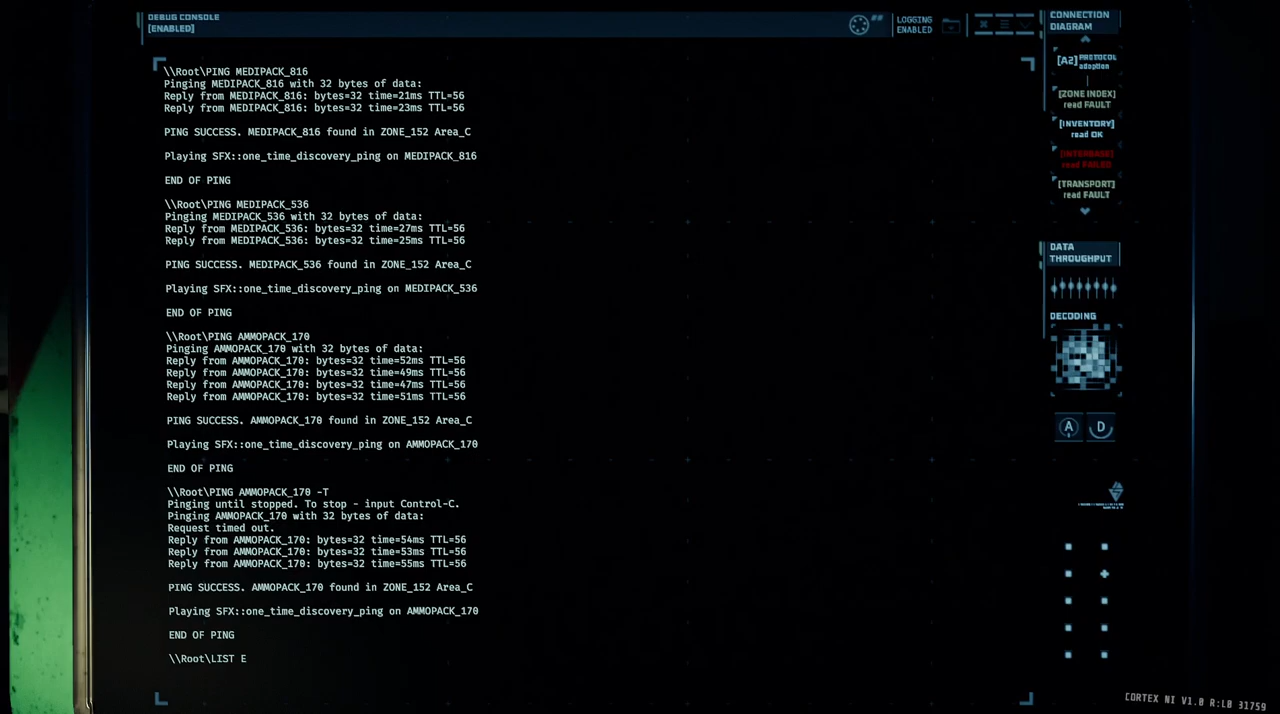 DEBUG CONSOLE
[ENABLED]
LOGGING
ENABLED
\\Root\PING MEDIPACK_816
Pinging MEDIPACK_816 with 32 bytes of data:
Reply from MEDIPACK_816: bytes=32 time=21ms TTL=56
Reply from MEDIPACK_816: bytes=32 time=23ms TTL=56
PING SUCCESS. MEDIPACK_816 found in ZONE_152 Area_C
Playing SFX::one_time_discovery_ping on MEDIPACK_816
END OF PING
\\Root\PING MEDIPACK_536
Pinging MEDIPACK_536 with 32 bytes of data:
Reply from MEDIPACK_536: bytes=32 time=27ms TTL=56
Reply from MEDIPACK_536: bytes=32 time=25ms TTL=56
PING SUCCESS. MEDIPACK_536 found in ZONE_152 Area_C
Playing SFX::one_time_discovery_ping on MEDIPACK_536
END OF PING
\\Root\PING AMMOPACK_170
Pinging AMMOPACK_170 with 32 bytes of data:
Reply from AMMOPACK_170: bytes=32 time=52ms TTL=56
Reply from AMMOPACK_170: bytes=32 time=49ms TTL=56
Reply from AMMOPACK_170: bytes=32 time=47ms TTL=56
Reply from AMMOPACK_170: bytes=32 time=51ms TTL=56
PING SUCCESS. AMMOPACK_170 found in ZONE_152 Area_C
Playing SFX::one_time_discovery_ping on AMMOPACK_170
END OF PING
\\Root\PING AMMOPACK_170 -T
Pinging until stopped. To stop - input Control-C.
Pinging AMMOPACK_170 with 32 bytes of data:
Request timed out.
Reply from AMMOPACK_170: bytes=32 time=54ms TTL=56
Reply from AMMOPACK_170: bytes=32 time=53ms TTL=56
Reply from AMMOPACK_170: bytes=32 time=55ms TTL=56
PING SUCCESS. AMMOPACK_170 found in ZONE_152 Area_C
Playing SFX::one_time_discovery_ping on AMMOPACK_170
END OF PING
\\Root\LIST E
CONNECTION
DIAGRAM
[A2] PROTOCOL
adoption
[ZONE INDEX]
read FAULT
[INVENTORY]
read OK
[INTERBASE]
read FAILED
[TRANSPORT]
read FAULT
DATA
THROUGHPUT
DECODING
A D
CORTEX NI V1.0 R:L0 31759